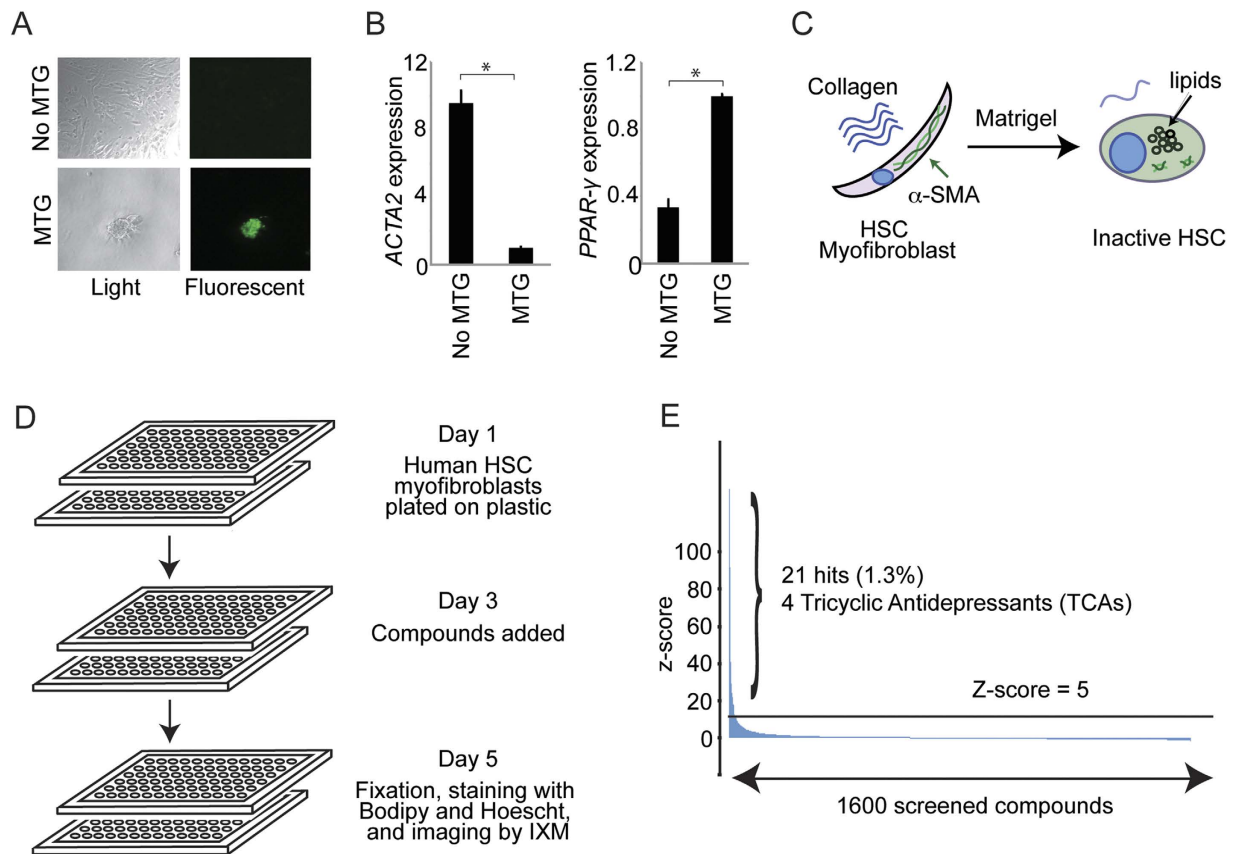 A
No MTG
MTG
Light
Fluorescent
B
ACTA2 expression
12
8
4
0
*
No MTG
MTG
PPAR-γ expression
1.2
0.8
0.4
0
*
No MTG
MTG
C
Collagen
α-SMA
HSC
Myofibroblast
Matrigel
lipids
Inactive HSC
D
Day 1
Human HSC
myofibroblasts
plated on plastic
Day 3
Compounds added
Day 5
Fixation, staining with
Bodipy and Hoescht,
and imaging by IXM
E
z-score
100
80
60
40
20
0
21 hits (1.3%)
4 Tricyclic Antidepressants (TCAs)
Z-score = 5
1600 screened compounds